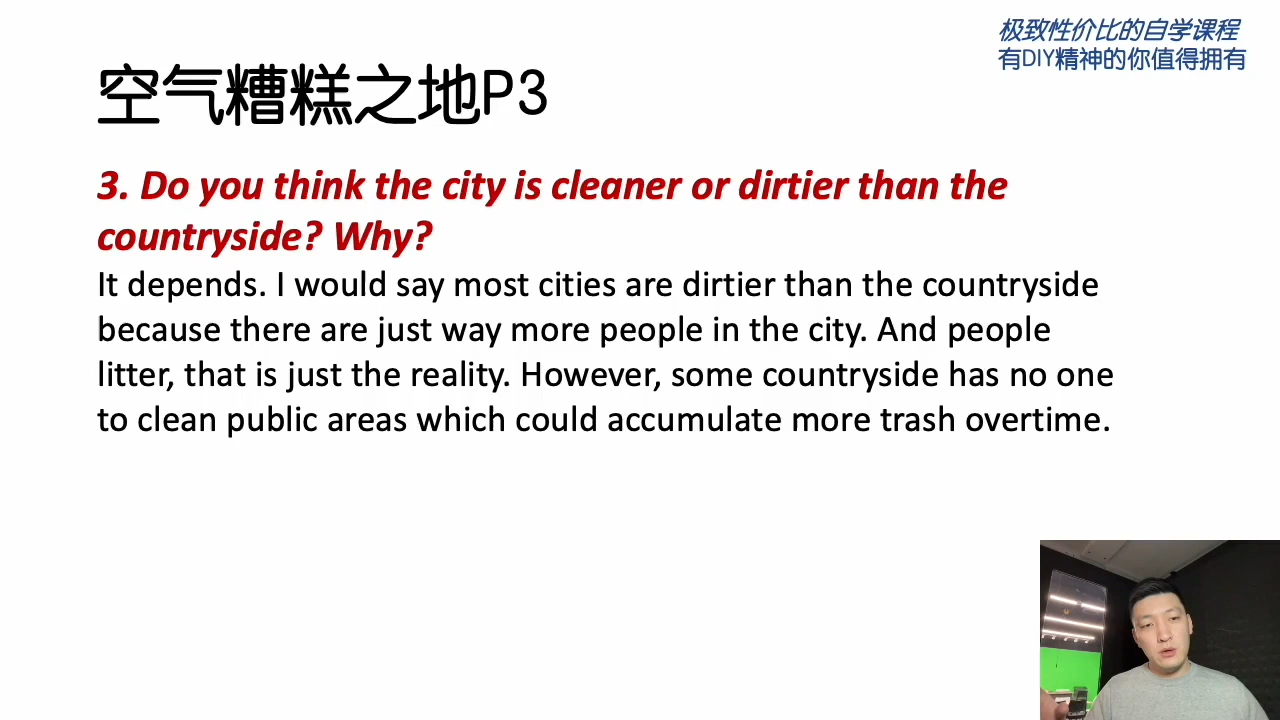 极致性价比的自学课程
有DIY精神的你值得拥有
空气糟糕之地P3
3. Do you think the city is cleaner or dirtier than the
countryside? Why?
It depends. I would say most cities are dirtier than the countryside
because there are just way more people in the city. And people
litter, that is just the reality. However, some countryside has no one
to clean public areas which could accumulate more trash overtime.